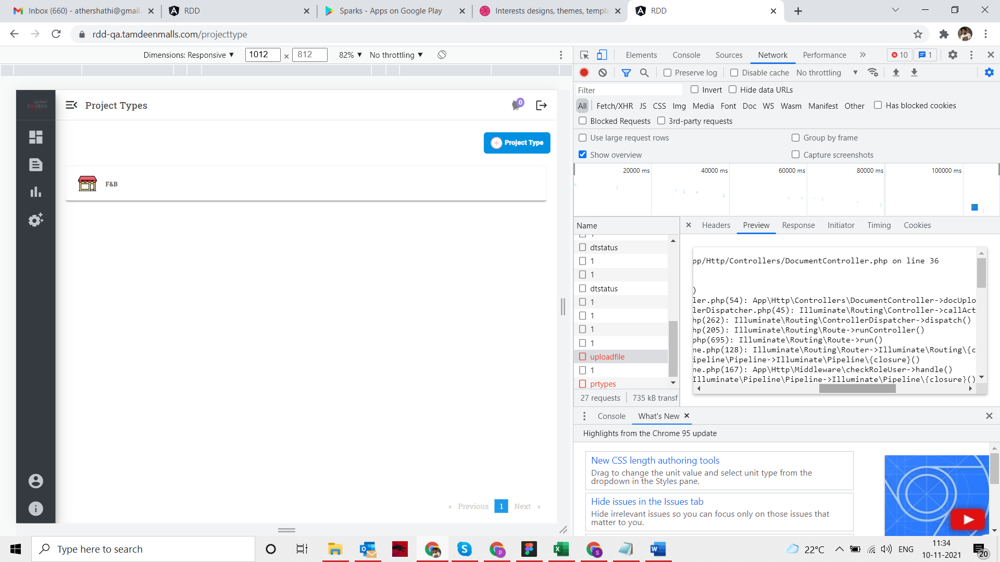 Inbox (660) - athershathi@gmail.
RDD
Sparks - Apps on Google Play
Interests designs, themes, templa
RDD
rdd-qa.tamdeenmalls.com/projecttype
Dimensions: Responsive ▼
1012 × 812
82% ▼
No throttling ▼
Elements
Console
Sources
Network
Performance
10
1
Preserve log
Disable cache
No throttling
Filter
Invert
Hide data URLs
All
Fetch/XHR
JS
CSS
Img
Media
Font
Doc
WS
Wasm
Manifest
Other
Has blocked cookies
Blocked Requests
3rd-party requests
Use large request rows
Group by frame
Show overview
Capture screenshots
20000 ms
40000 ms
60000 ms
80000 ms
100000 ms
Project Types
0
Project Type
F&B
« Previous 1 Next »
Name
dtstatus
1
1
dtstatus
1
1
1
1
uploadfile
1
prtypes
27 requests
735 kB transf
Headers
Preview
Response
Initiator
Timing
Cookies
pp/Http/Controllers/DocumentController.php on line 36
)
ler.php(54): App\Http\Controllers\DocumentController->docUplo
lerDispatcher.php(45): Illuminate\Routing\Controller->callAct
hp(262): Illuminate\Routing\ControllerDispatcher->dispatch()
hp(205): Illuminate\Routing\Route->runController()
php(695): Illuminate\Routing\Route->run()
ne.php(128): Illuminate\Routing\Router->Illuminate\Routing\{c
ipeline\Pipeline->Illuminate\Pipeline\{closure}()
ne.php(167): App\Http\Middleware\checkRoleUser->handle()
Illuminate\Pipeline\Pipeline->Illuminate\Pipeline\{closure}()
Console
What's New
Highlights from the Chrome 95 update
New CSS length authoring tools
Drag to change the unit value and select unit type from the
dropdown in the Styles pane.
Hide issues in the Issues tab
Hide irrelevant issues so you can focus only on those issues that
matter to you.
Type here to search
22°C
ENG
11:34
10-11-2021
20